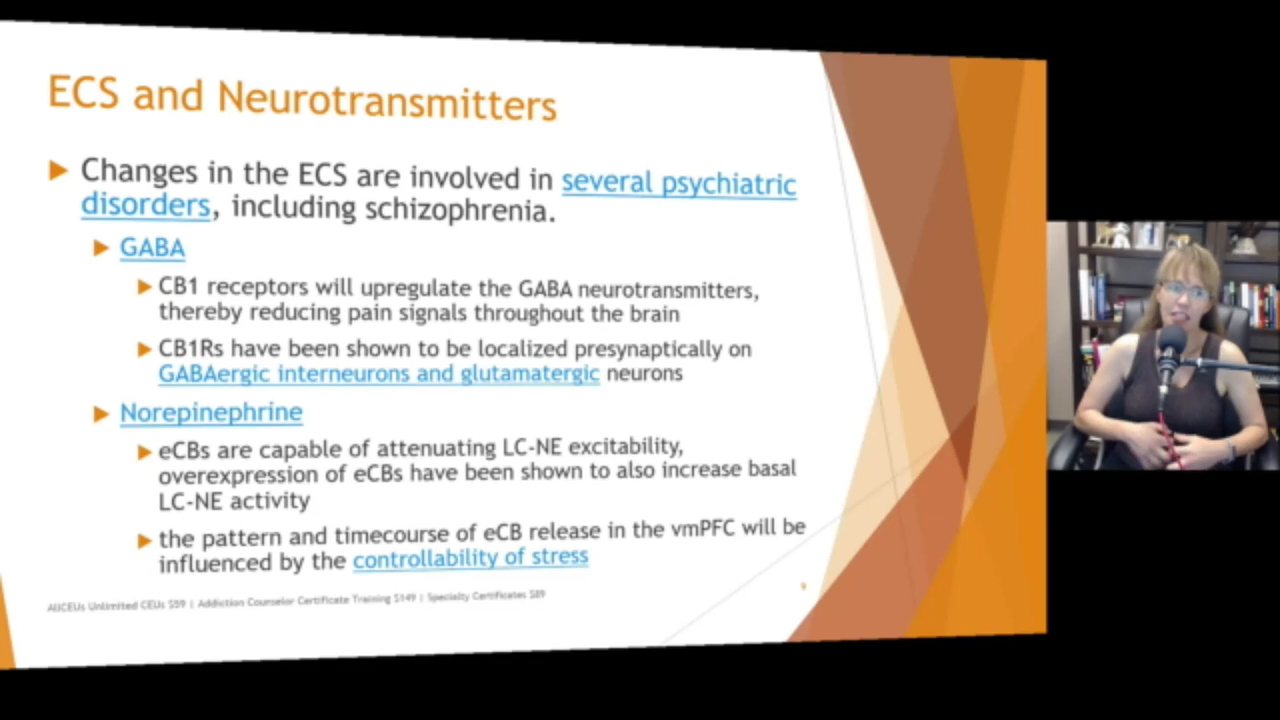 ECS and Neurotransmitters
Changes in the ECS are involved in several psychiatric
disorders, including schizophrenia.
GABA
CB1 receptors will upregulate the GABA neurotransmitters,
thereby reducing pain signals throughout the brain
CB1Rs have been shown to be localized presynaptically on
GABAergic interneurons and glutamatergic neurons
Norepinephrine
eCBs are capable of attenuating LC-NE excitability,
overexpression of eCBs have been shown to also increase basal
LC-NE activity
the pattern and timecourse of eCB release in the vmPFC will be
influenced by the controllability of stress
AllCEUs Unlimited CEUs $59 | Addiction Counselor Certificate Training $149 | Specialty Certificates $89
9